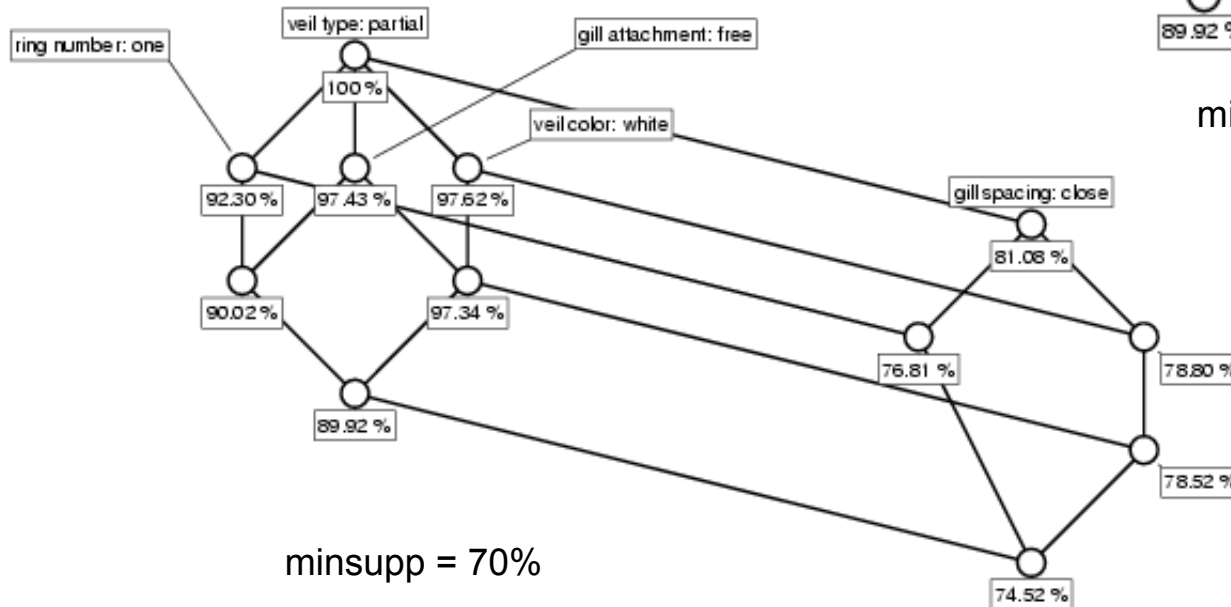 veil type: partial
ring number: one
gill attachment: free
89.92 %
100 %
mi
veil color: white
92.30 %
97.43 %
97.62 %
gill spacing: close
81.08 %
90.02 %
97.34 %
76.81 %
78.80 %
89.92 %
78.52 %
minsupp = 70%
74.52 %